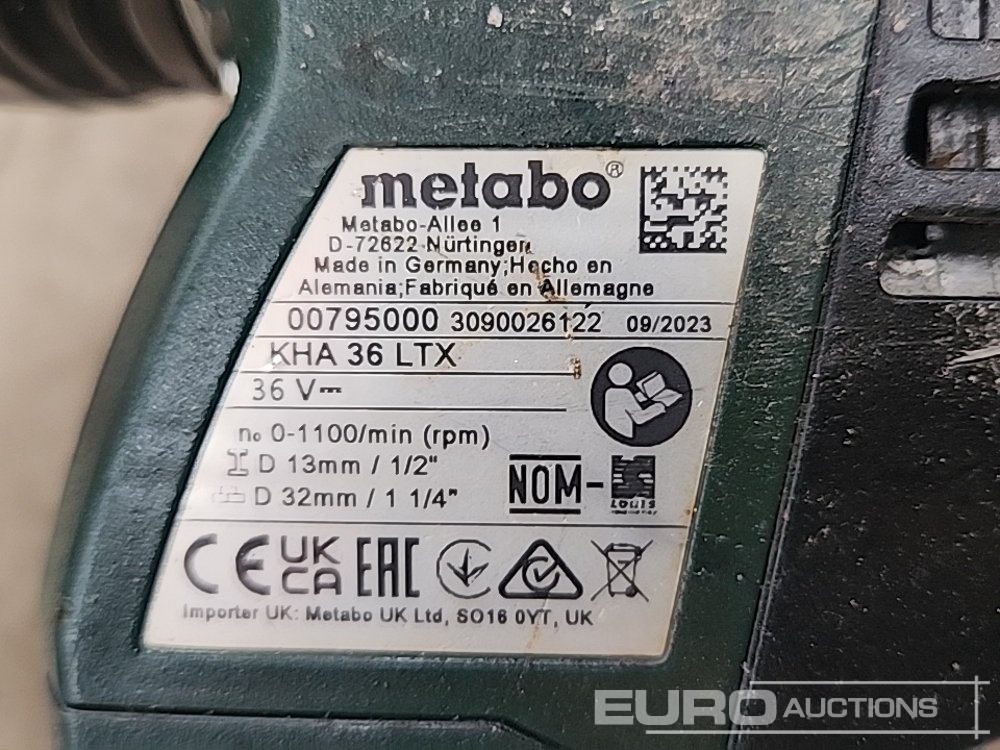 metabo®
Metabo-Allee 1
D-72622 Nürtingen
Made in Germany;Hecho en
Alemania;Fabriqué en Allemagne
00795000 3090026122 09/2023
KHA 36 LTX
36 V
n₀ 0-1100/min (rpm)
D 13mm / 1/2"
D 32mm / 1 1/4"
NOM-
CE UK CA EAC
Importer UK: Metabo UK Ltd, SO16 0YT, UK
EURO AUCTIONS